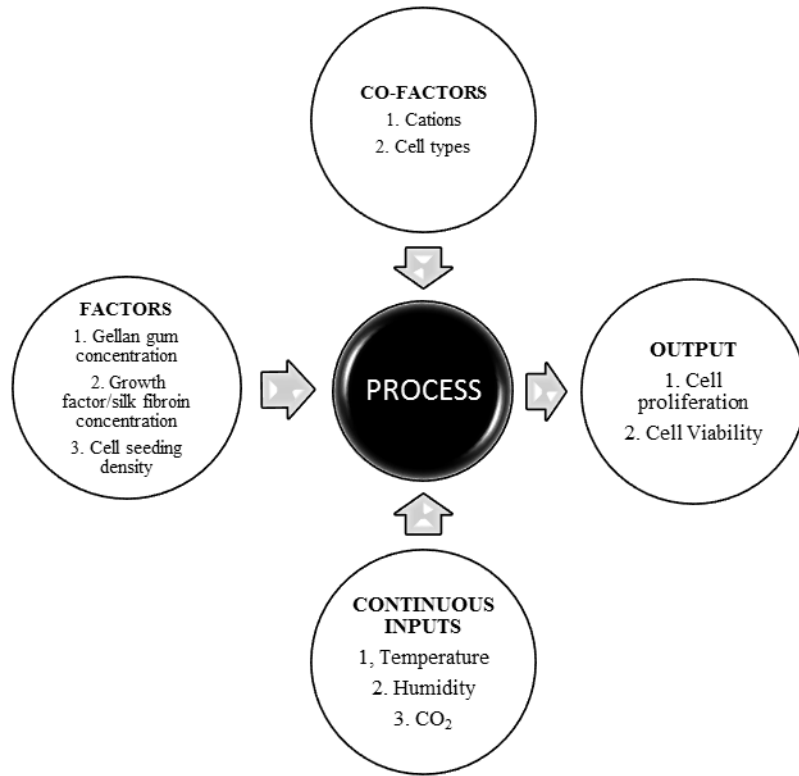 CO-FACTORS
1. Cations
2. Cell types
FACTORS
1. Gellan gum
concentration
2. Growth
factor/silk fibroin
concentration
3. Cell seeding
density
PROCESS
OUTPUT
1. Cell
proliferation
2. Cell Viability
CONTINUOUS
INPUTS
1, Temperature
2. Humidity
3. CO₂